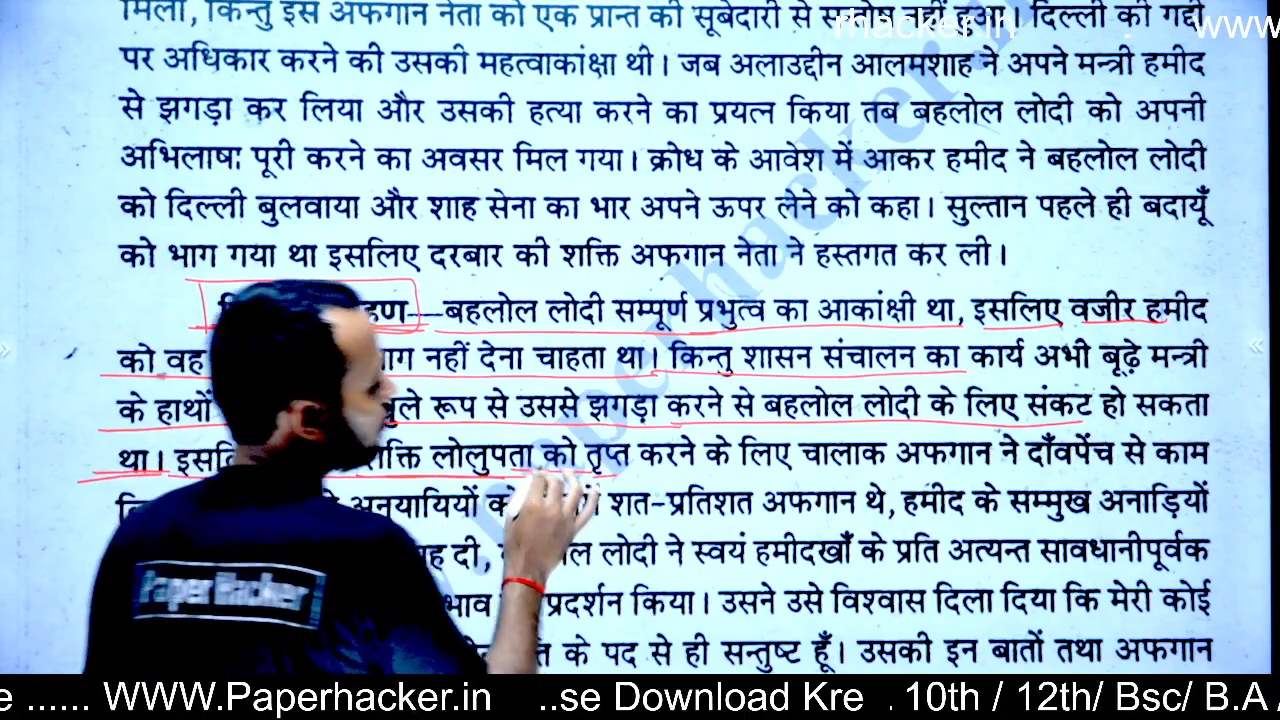 मिला, किन्तु इस अफगान नेता को एक प्रान्त की सूबेदारी से सन्तोष नहीं हुआ। दिल्ली की गद्दी
पर अधिकार करने की उसकी महत्वाकांक्षा थी। जब अलाउद्दीन आलमशाह ने अपने मन्त्री हमीद
से झगड़ा कर लिया और उसकी हत्या करने का प्रयत्न किया तब बहलोल लोदी को अपनी
अभिलाषः पूरी करने का अवसर मिल गया। क्रोध के आवेश में आकर हमीद ने बहलोल लोदी
को दिल्ली बुलवाया और शाह सेना का भार अपने ऊपर लेने को कहा। सुल्तान पहले ही बदायूँ
को भाग गया था इसलिए दरबार की शक्ति अफगान नेता ने हस्तगत कर ली।
—बहलोल लोदी सम्पूर्ण प्रभुत्व का आकांक्षी था, इसलिए वजीर हमीद
को वह नहीं देना चाहता था। किन्तु शासन संचालन का कार्य अभी बूढ़े मन्त्री
के हाथों रूप से उससे झगड़ा करने से बहलोल लोदी के लिए संकट हो सकता
था। लोलुपता को तृप्त करने के लिए चालाक अफगान ने दाँवपेंच से काम
अनुयायियों शत-प्रतिशत अफगान थे, हमीद के सम्मुख अनाड़ियों
दी, लोदी ने स्वयं हमीदखाँ के प्रति अत्यन्त सावधानीपूर्वक
प्रदर्शन किया। उसने उसे विश्वास दिला दिया कि मेरी कोई
के पद से ही सन्तुष्ट हूँ। उसकी इन बातों तथा अफगान
rhacker.in
www
Paper hacker
Paper Hacker
e ...... WWW.Paperhacker.in ..se Download Kre . 10th / 12th/ Bsc/ B.A